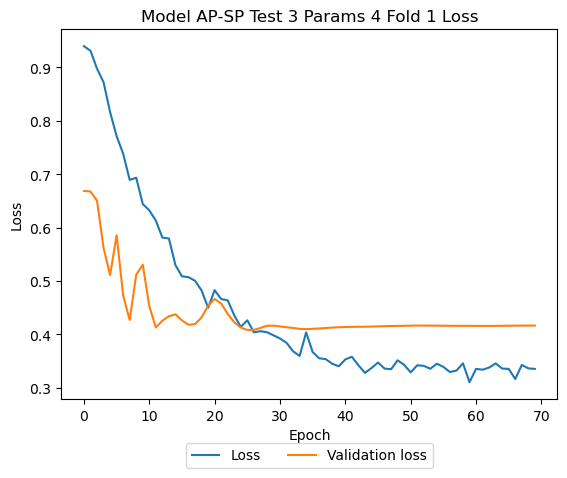 Model AP-SP Test 3 Params 4 Fold 1 Loss
Loss
0.9
0.8
0.7
0.6
0.5
0.4
0.3
0 10 20 30 40 50 60 70
Epoch
Loss Validation loss